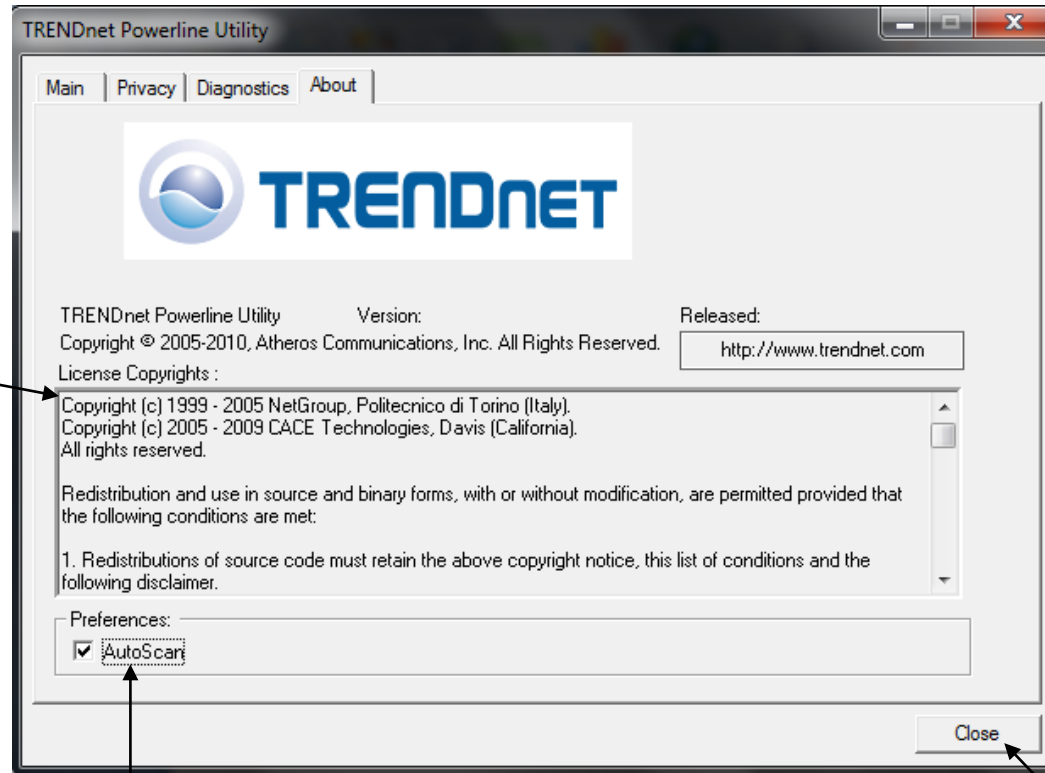 TRENDnet Powerline Utility
Main Privacy Diagnostics About
TRENDNET
TRENDnet Powerline Utility Version: Released:
Copyright © 2005-2010, Atheros Communications, Inc. All Rights Reserved.
http://www.trendnet.com
License Copyrights :
Copyright (c) 1999 - 2005 NetGroup, Politecnico di Torino (Italy).
Copyright (c) 2005 - 2009 CACE Technologies, Davis (California).
All rights reserved.
Redistribution and use in source and binary forms, with or without modification, are permitted provided that
the following conditions are met:
1. Redistributions of source code must retain the above copyright notice, this list of conditions and the
following disclaimer.
Preferences:
AutoScan
Close